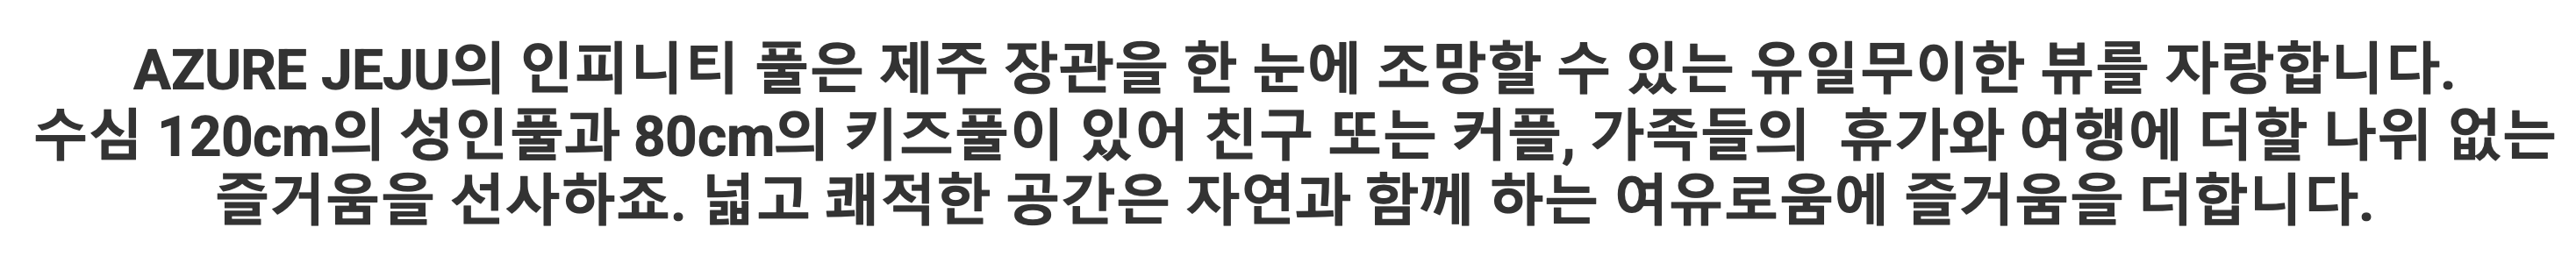 AZURE JEJU의 인피니티 풀은 제주 장관을 한 눈에 조망할 수 있는 유일무이한 뷰를 자랑합니다.
수심 120cm의 성인풀과 80cm의 키즈풀이 있어 친구 또는 커플, 가족들의  휴가와 여행에 더할 나위 없는
즐거움을 선사하죠. 넓고 쾌적한 공간은 자연과 함께 하는 여유로움에 즐거움을 더합니다.